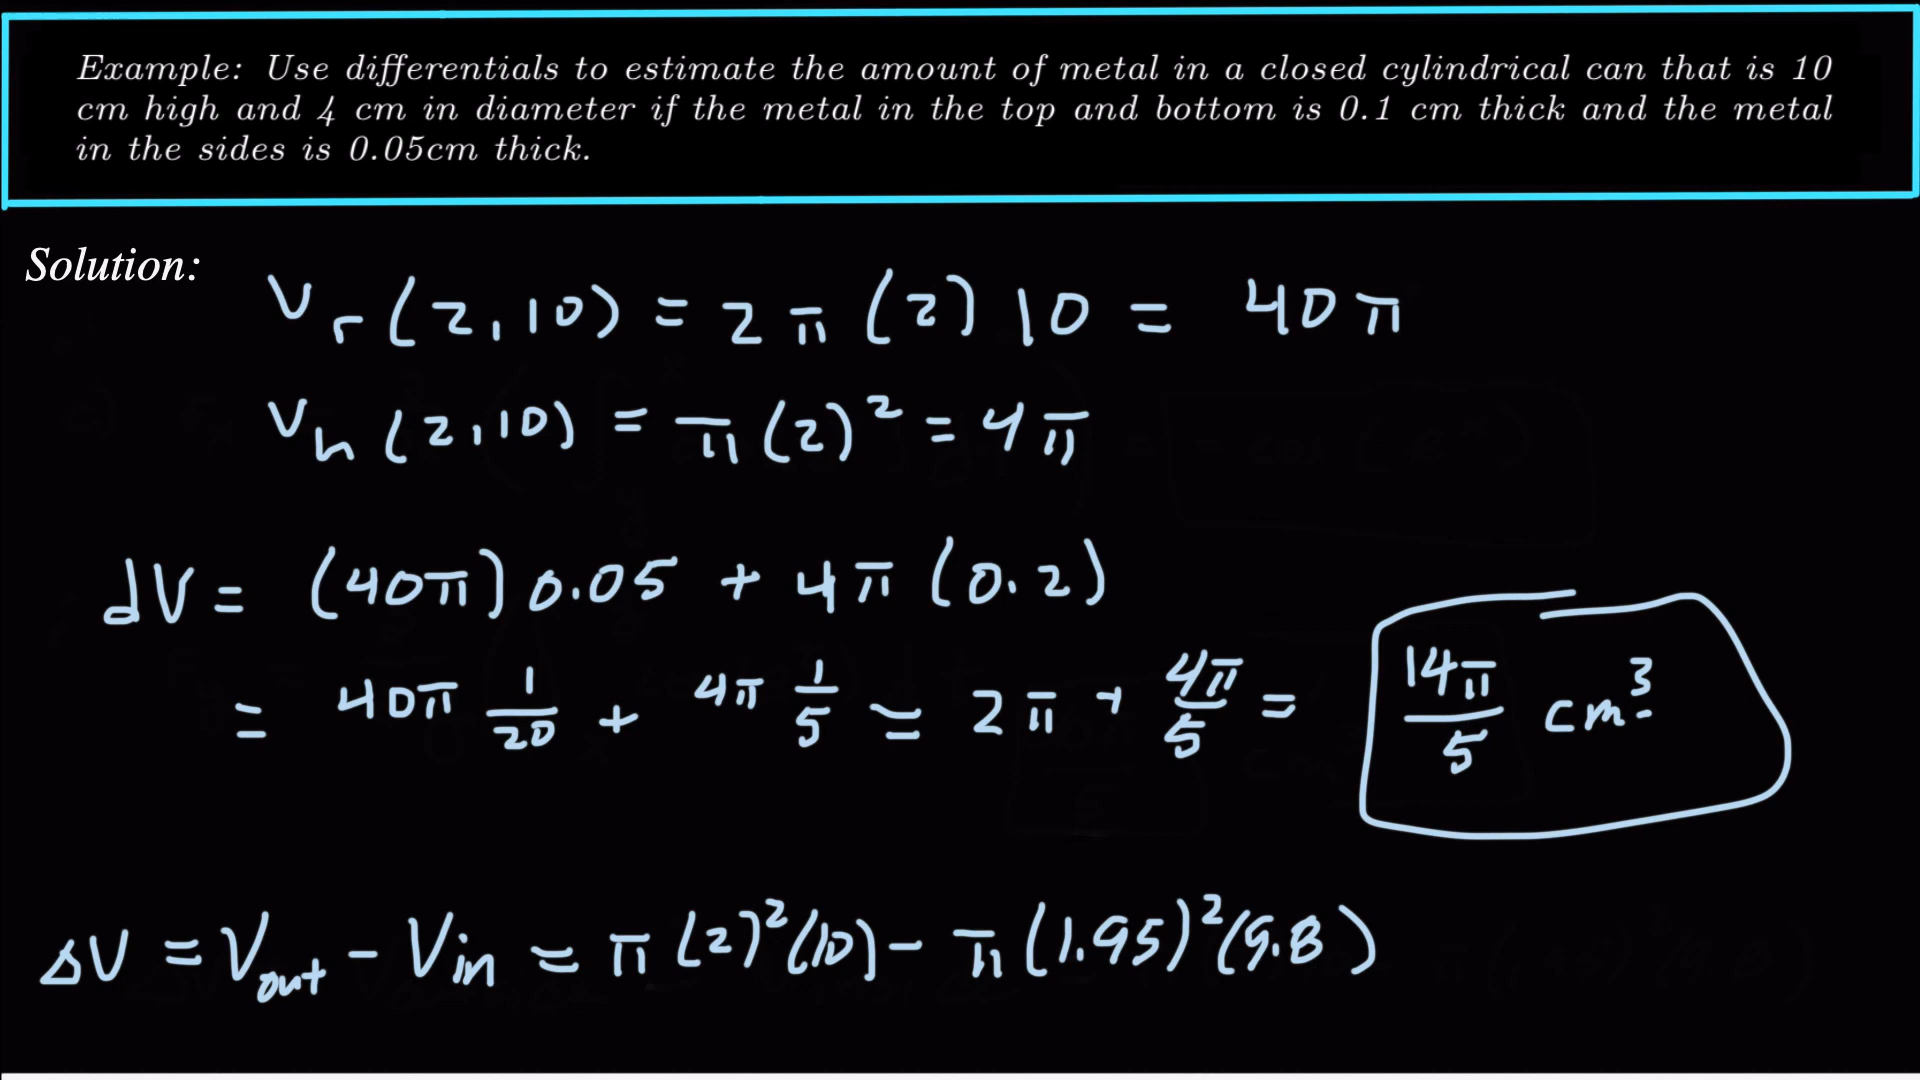 Example: Use differentials to estimate the amount of metal in a closed cylindrical can that is 10
cm high and 4 cm in diameter if the metal in the top and bottom is 0.1 cm thick and the metal
in the sides is 0.05cm thick.
Solution:
V_r(2,10) = 2π(2)10 = 40π
V_h(2,10) = π(2)² = 4π
dV = (40π)0.05 + 4π(0.2)
= 40π 1/20 + 4π 1/5 = 2π + 4π/5 = 14π/5 cm³.
ΔV = V_out - V_in = π(2)²(10) - π(1.95)²(9.8)